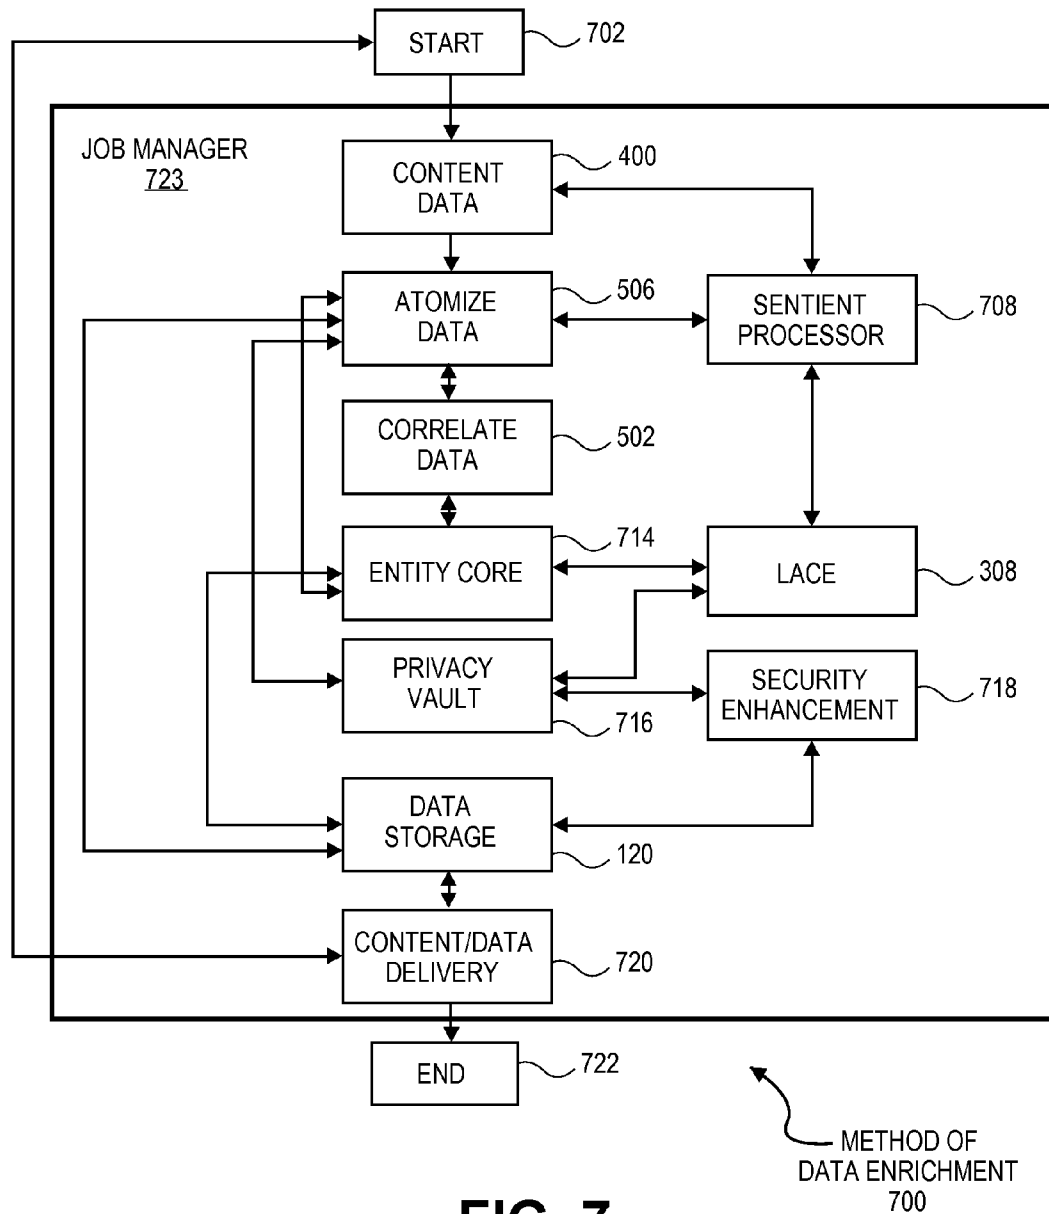 START
702
JOB MANAGER
723
CONTENT
DATA
400
ATOMIZE
DATA
506
SENTIENT
PROCESSOR
708
CORRELATE
DATA
502
ENTITY CORE
714
LACE
308
PRIVACY
VAULT
716
SECURITY
ENHANCEMENT
718
DATA
STORAGE
120
CONTENT/DATA
DELIVERY
720
END
722
METHOD OF
DATA ENRICHMENT
700
FIG. 7